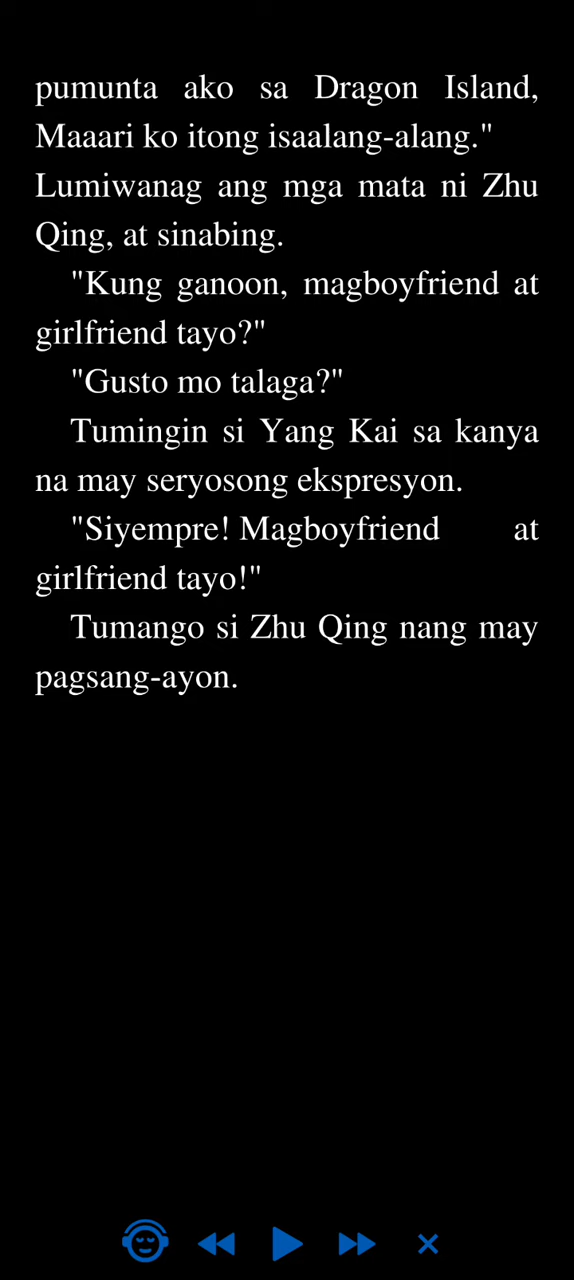 pumunta ako sa Dragon Island,
Maaari ko itong isaalang-alang."
Lumiwanag ang mga mata ni Zhu
Qing, at sinabing.
"Kung ganoon, magboyfriend at
girlfriend tayo?"
"Gusto mo talaga?"
Tumingin si Yang Kai sa kanya
na may seryosong ekspresyon.
"Siyempre! Magboyfriend at
girlfriend tayo!"
Tumango si Zhu Qing nang may
pagsang-ayon.